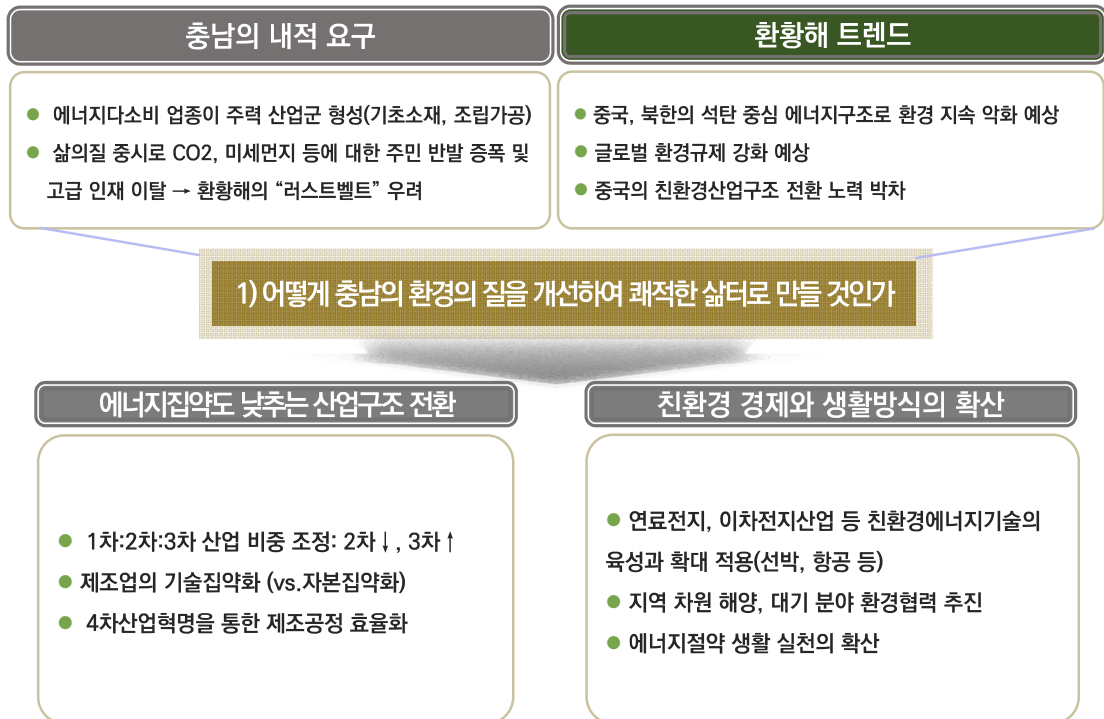 충남의 내적 요구
환황해 트렌드
● 에너지다소비 업종이 주력 산업군 형성(기초소재, 조립가공)
● 삶의질 중시로 CO2, 미세먼지 등에 대한 주민 반발 증폭 및
고급 인재 이탈 → 환황해의 “러스트벨트” 우려
● 중국, 북한의 석탄 중심 에너지구조로 환경 지속 악화 예상
● 글로벌 환경규제 강화 예상
● 중국의 친환경산업구조 전환 노력 박차
1) 어떻게 충남의 환경의 질을 개선하여 쾌적한 삶터로 만들 것인가
에너지집약도 낮추는 산업구조 전환
친환경 경제와 생활방식의 확산
● 1차:2차:3차 산업 비중 조정: 2차↓, 3차↑
● 제조업의 기술집약화 (vs.자본집약화)
● 4차산업혁명을 통한 제조공정 효율화
● 연료전지, 이차전지산업 등 친환경에너지기술의
육성과 확대 적용(선박, 항공 등)
● 지역 차원 해양, 대기 분야 환경협력 추진
● 에너지절약 생활 실천의 확산